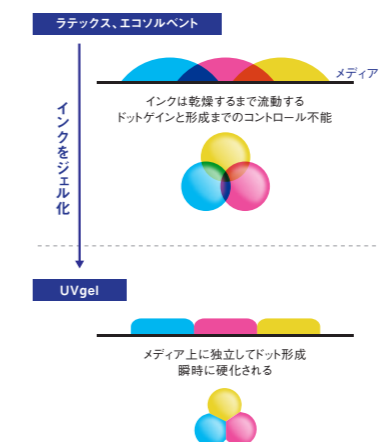 ラテックス、エコソルベント
メディア
インクは乾燥するまで流動する
ドットゲインと形成までのコントロール不能
インクをジェル化
UVgel
メディア上に独立してドット形成
瞬時に硬化される